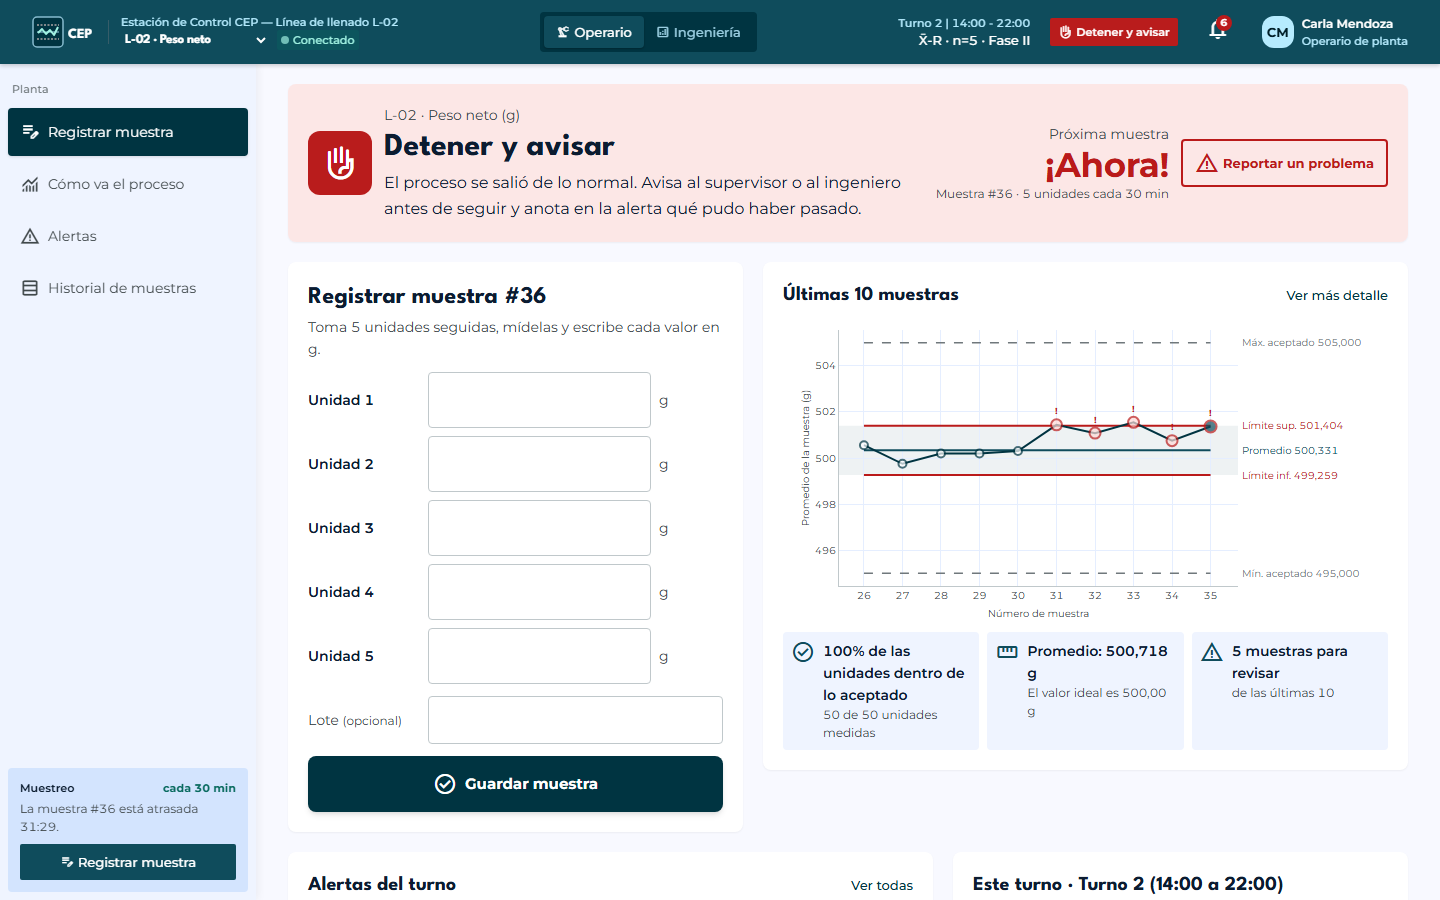 CEP
Estación de Control CEP — Línea de llenado L-02
L-02 · Peso neto
Conectado
Operario
Ingeniería
Turno 2 | 14:00 - 22:00
X̄-R · n=5 · Fase II
Detener y avisar
6
CM
Carla Mendoza
Operario de planta
Planta
Registrar muestra
Cómo va el proceso
Alertas
Historial de muestras
Muestreo
cada 30 min
La muestra #36 está atrasada
31:29.
Registrar muestra
L-02 · Peso neto (g)
Detener y avisar
El proceso se salió de lo normal. Avisa al supervisor o al ingeniero
antes de seguir y anota en la alerta qué pudo haber pasado.
Próxima muestra
¡Ahora!
Muestra #36 · 5 unidades cada 30 min
Reportar un problema
Registrar muestra #36
Toma 5 unidades seguidas, mídelas y escribe cada valor en
g.
Unidad 1
g
Unidad 2
g
Unidad 3
g
Unidad 4
g
Unidad 5
g
Lote (opcional)
Guardar muestra
Últimas 10 muestras
Ver más detalle
Promedio de la muestra (g)
504
502
500
498
496
! ! ! ! !
Máx. aceptado 505,000
Límite sup. 501,404
Promedio 500,331
Límite inf. 499,259
Mín. aceptado 495,000
26 27 28 29 30 31 32 33 34 35
Número de muestra
100% de las
unidades dentro de
lo aceptado
50 de 50 unidades
medidas
Promedio: 500,718
g
El valor ideal es 500,00
g
5 muestras para
revisar
de las últimas 10
Alertas del turno
Ver todas
Este turno · Turno 2 (14:00 a 22:00)